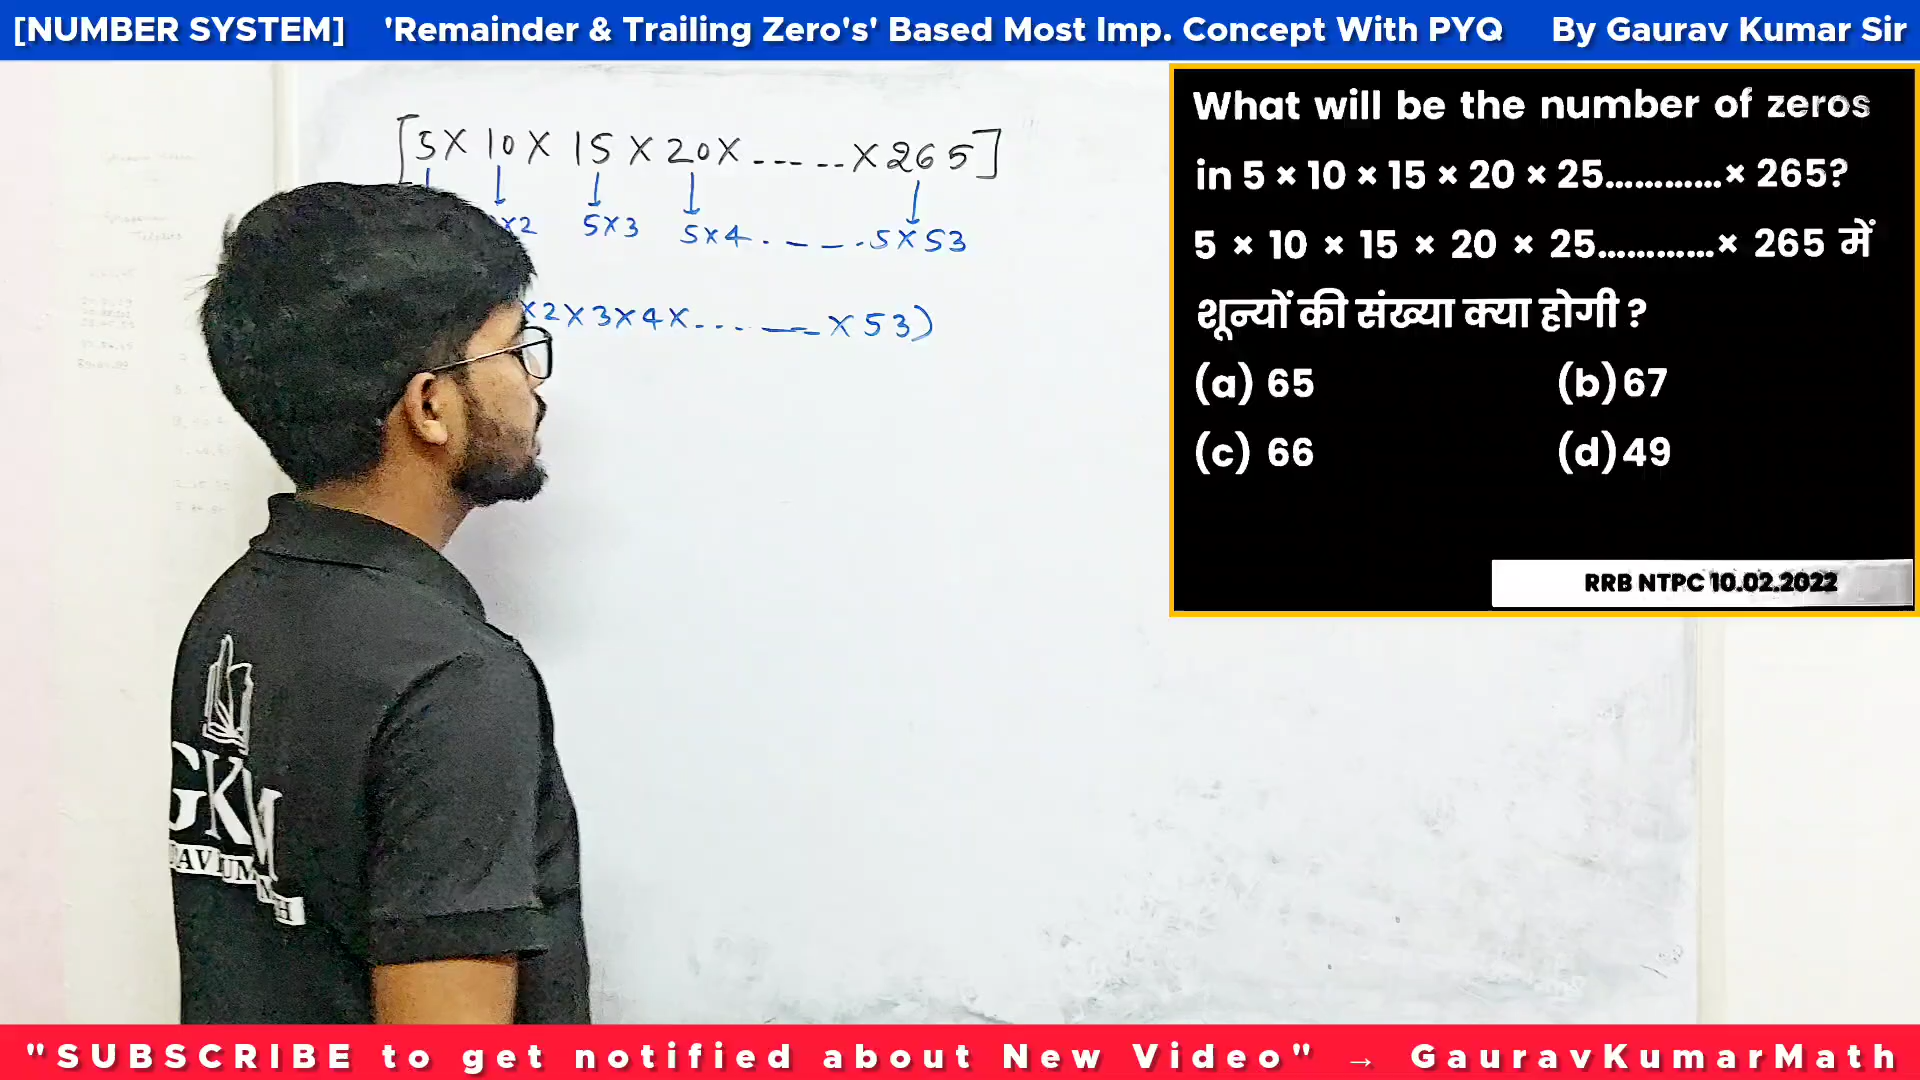 [NUMBER SYSTEM] 'Remainder & Trailing Zero's' Based Most Imp. Concept With PYQ By Gaurav Kumar Sir
[5 × 10 × 15 × 20 × ----- × 265]
×2 5×3 5×4 . - - . 5×53
×2×3×4×...---×53)
What will be the number of zeros
in 5 × 10 × 15 × 20 × 25............× 265?
5 × 10 × 15 × 20 × 25............× 265 में
शून्यों की संख्या क्या होगी ?
(a) 65 (b) 67
(c) 66 (d) 49
RRB NTPC 10.02.2022
GKM
"SUBSCRIBE to get notified about New Video" → GauravKumarMath